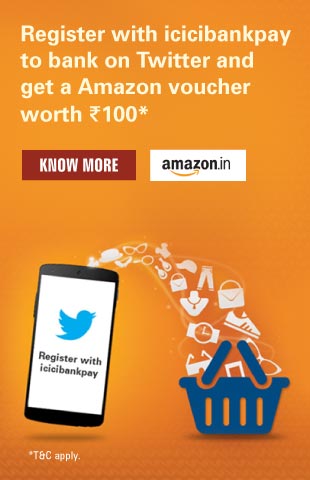 Register with icicibankpay
to bank on Twitter and
get a Amazon voucher
worth ₹100*
KNOW MORE
amazon.in
Register with
icicibankpay
*T&C apply.